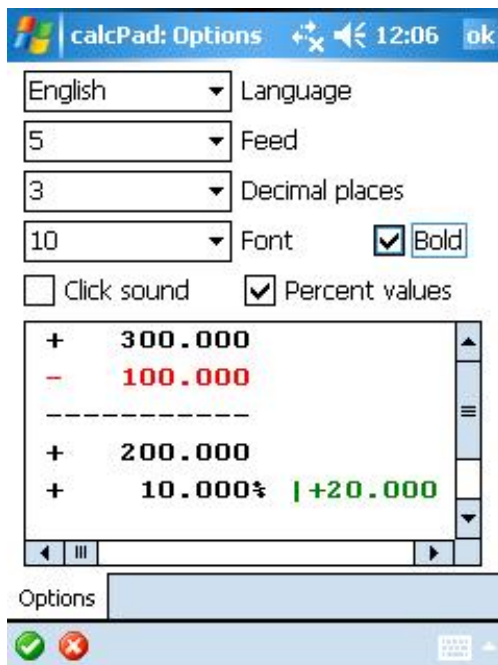 calcPad: Options 12:06 ok
English Language
5 Feed
3 Decimal places
10 Font Bold
Click sound Percent values
+ 300.000
- 100.000
-----------
+ 200.000
+ 10.000% |+20.000
Options